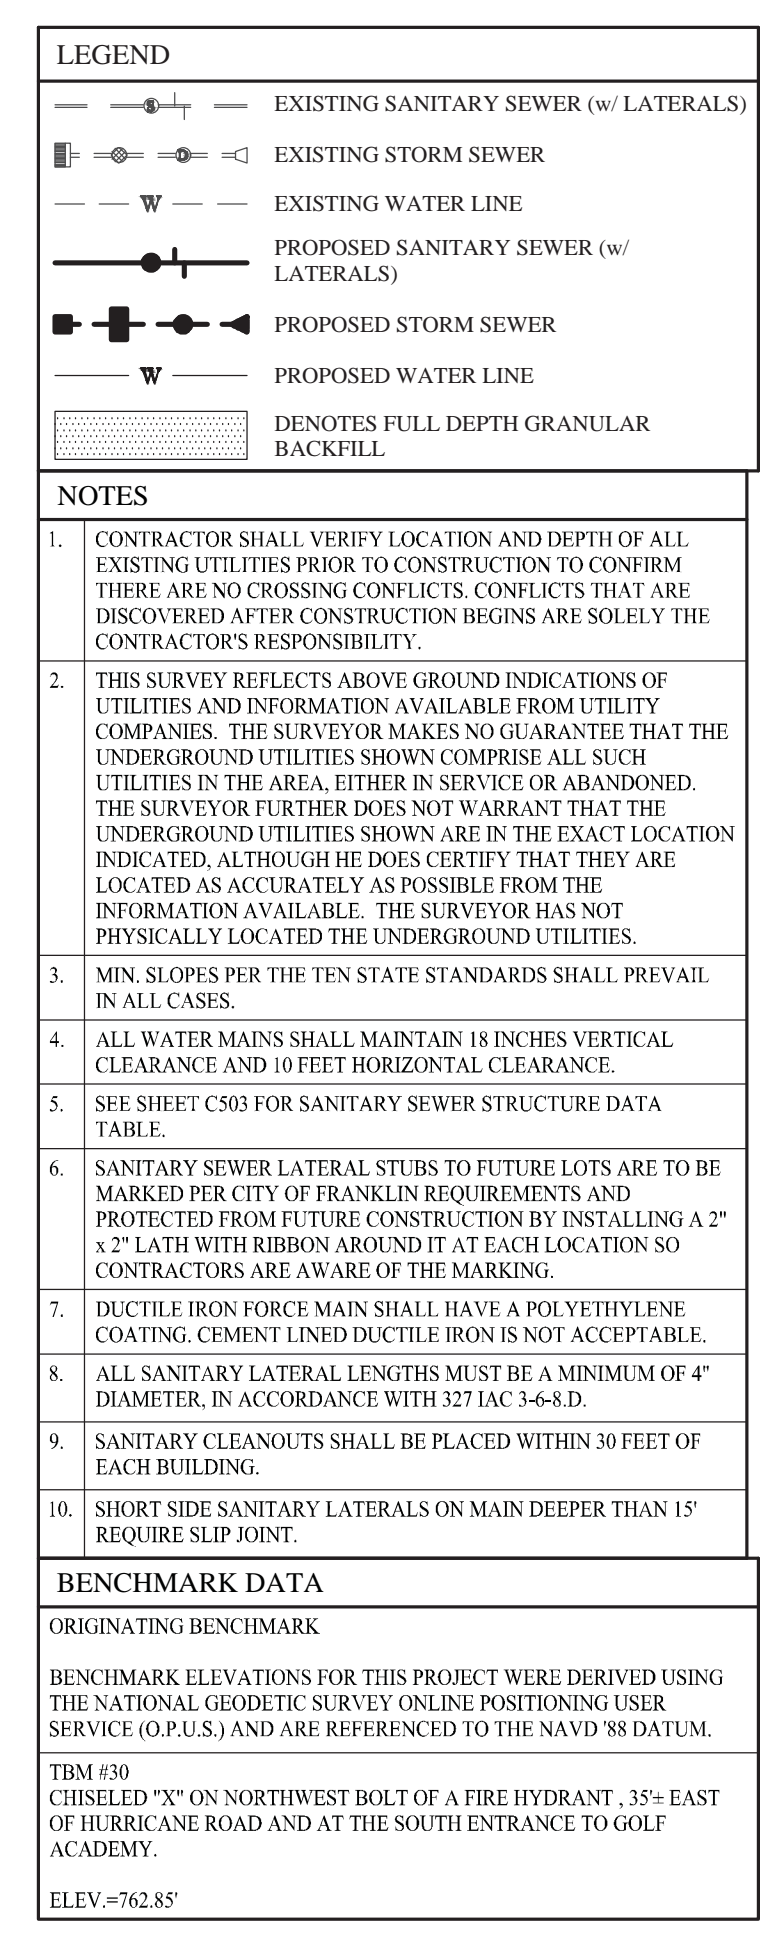 LEGEND
S
EXISTING SANITARY SEWER (w/ LATERALS)
D
EXISTING STORM SEWER
W
EXISTING WATER LINE
PROPOSED SANITARY SEWER (w/
LATERALS)
PROPOSED STORM SEWER
W
PROPOSED WATER LINE
DENOTES FULL DEPTH GRANULAR
BACKFILL
NOTES
1. CONTRACTOR SHALL VERIFY LOCATION AND DEPTH OF ALL
EXISTING UTILITIES PRIOR TO CONSTRUCTION TO CONFIRM
THERE ARE NO CROSSING CONFLICTS. CONFLICTS THAT ARE
DISCOVERED AFTER CONSTRUCTION BEGINS ARE SOLELY THE
CONTRACTOR'S RESPONSIBILITY.
2. THIS SURVEY REFLECTS ABOVE GROUND INDICATIONS OF
UTILITIES AND INFORMATION AVAILABLE FROM UTILITY
COMPANIES. THE SURVEYOR MAKES NO GUARANTEE THAT THE
UNDERGROUND UTILITIES SHOWN COMPRISE ALL SUCH
UTILITIES IN THE AREA, EITHER IN SERVICE OR ABANDONED.
THE SURVEYOR FURTHER DOES NOT WARRANT THAT THE
UNDERGROUND UTILITIES SHOWN ARE IN THE EXACT LOCATION
INDICATED, ALTHOUGH HE DOES CERTIFY THAT THEY ARE
LOCATED AS ACCURATELY AS POSSIBLE FROM THE
INFORMATION AVAILABLE. THE SURVEYOR HAS NOT
PHYSICALLY LOCATED THE UNDERGROUND UTILITIES.
3. MIN. SLOPES PER THE TEN STATE STANDARDS SHALL PREVAIL
IN ALL CASES.
4. ALL WATER MAINS SHALL MAINTAIN 18 INCHES VERTICAL
CLEARANCE AND 10 FEET HORIZONTAL CLEARANCE.
5. SEE SHEET C503 FOR SANITARY SEWER STRUCTURE DATA
TABLE.
6. SANITARY SEWER LATERAL STUBS TO FUTURE LOTS ARE TO BE
MARKED PER CITY OF FRANKLIN REQUIREMENTS AND
PROTECTED FROM FUTURE CONSTRUCTION BY INSTALLING A 2"
x 2" LATH WITH RIBBON AROUND IT AT EACH LOCATION SO
CONTRACTORS ARE AWARE OF THE MARKING.
7. DUCTILE IRON FORCE MAIN SHALL HAVE A POLYETHYLENE
COATING. CEMENT LINED DUCTILE IRON IS NOT ACCEPTABLE.
8. ALL SANITARY LATERAL LENGTHS MUST BE A MINIMUM OF 4"
DIAMETER, IN ACCORDANCE WITH 327 IAC 3-6-8.D.
9. SANITARY CLEANOUTS SHALL BE PLACED WITHIN 30 FEET OF
EACH BUILDING.
10. SHORT SIDE SANITARY LATERALS ON MAIN DEEPER THAN 15'
REQUIRE SLIP JOINT.
BENCHMARK DATA
ORIGINATING BENCHMARK
BENCHMARK ELEVATIONS FOR THIS PROJECT WERE DERIVED USING
THE NATIONAL GEODETIC SURVEY ONLINE POSITIONING USER
SERVICE (O.P.U.S.) AND ARE REFERENCED TO THE NAVD '88 DATUM.
TBM #30
CHISELED "X" ON NORTHWEST BOLT OF A FIRE HYDRANT , 35'± EAST
OF HURRICANE ROAD AND AT THE SOUTH ENTRANCE TO GOLF
ACADEMY.
ELEV.=762.85'